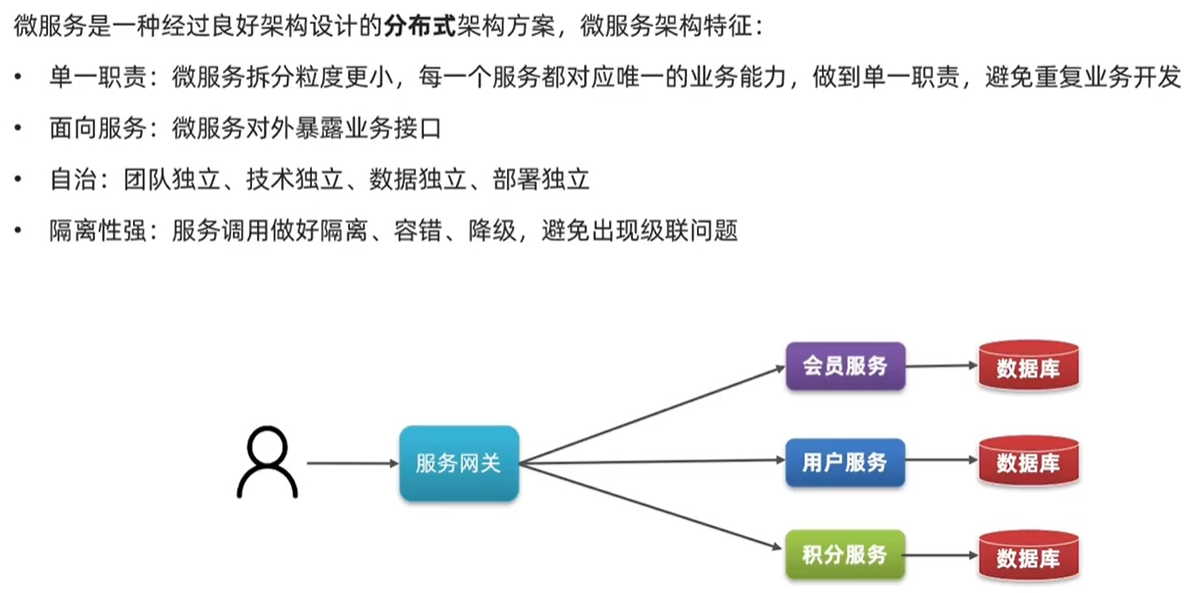 微服务是一种经过良好架构设计的分布式架构方案，微服务架构特征：
• 单一职责：微服务拆分粒度更小，每一个服务都对应唯一的业务能力，做到单一职责，避免重复业务开发
• 面向服务：微服务对外暴露业务接口
• 自治：团队独立、技术独立、数据独立、部署独立
• 隔离性强：服务调用做好隔离、容错、降级，避免出现级联问题
会员服务
数据库
服务网关
用户服务
数据库
积分服务
数据库